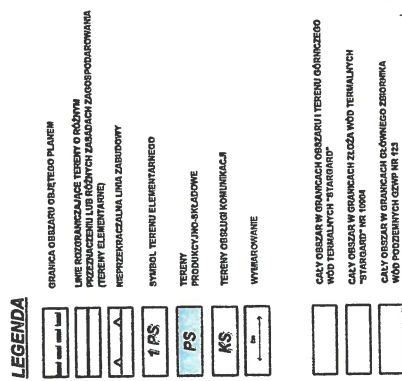 LEGENDA
GRANICA OBSZARU OBJĘTEGO PLANEM
LINIE ROZGRANICZAJĄCE TERENY O RÓŻNYM
PRZEZNACZENIU LUB RÓŻNYCH ZASADACH ZAGOSPODAROWANIA
(TERENY ELEMENTARNE)
NIEPRZEKRACZALNA LINIA ZABUDOWY
1 PS
SYMBOL TERENU ELEMENTARNEGO
PS
TERENY
PRODUKCYJNO-SKŁADOWE
KS
TERENY OBSŁUGI KOMUNIKACJI
WYMIAROWANIE
CAŁY OBSZAR W GRANICACH OBSZARU I TERENU GÓRNICZEGO
WÓD TERMALNYCH "STARGARD"
CAŁY OBSZAR W GRANICACH ZŁOŻA WÓD TERMALNYCH
"STARGARD" NR 10004
CAŁY OBSZAR W GRANICACH GŁÓWNEGO ZBIORNIKA
WÓD PODZIEMNYCH GZWP NR 123